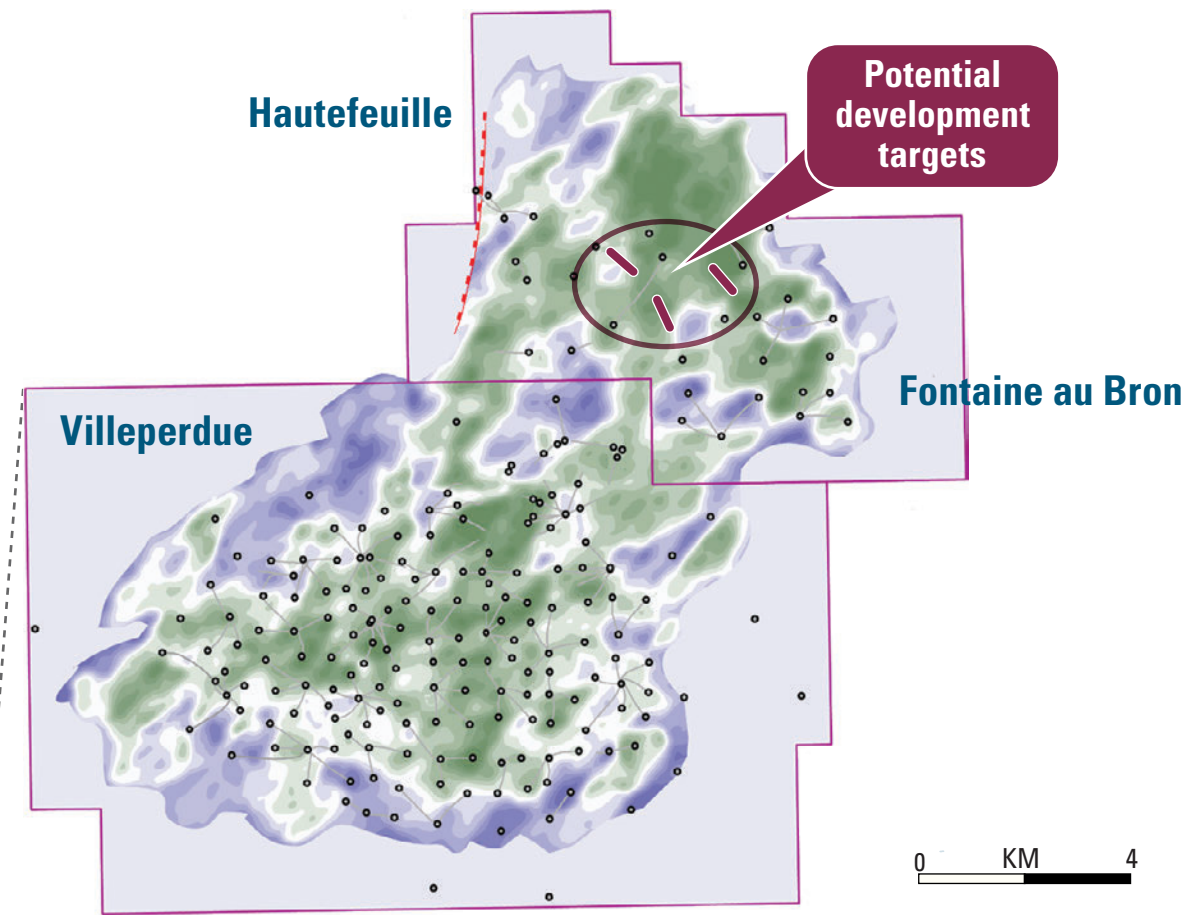 Hautefeuille
Potential
development
targets
Fontaine au Bron
Villeperdue
0 KM 4